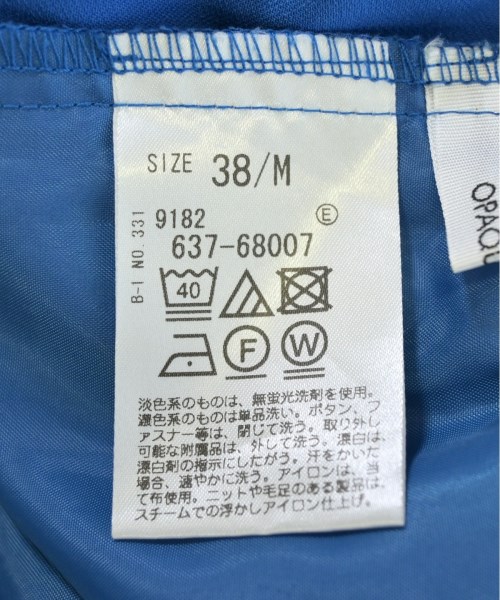 SIZE 38/M
B-I NO.331
9182 E
637-68007
40
F W
淡色系のものは、無蛍光洗剤を使用。
濃色系のものは単品洗い。ボタン、フ
ァスナー等は、閉じて洗う。取り外し
可能な附属品は、外して洗う。漂白は、
漂白剤の指示にしたがう。汗をかいた
場合、速やかに洗う。アイロンは、当
て布使用。ニットや毛足のある製品は、
スチームでの浮かしアイロン仕上げ。